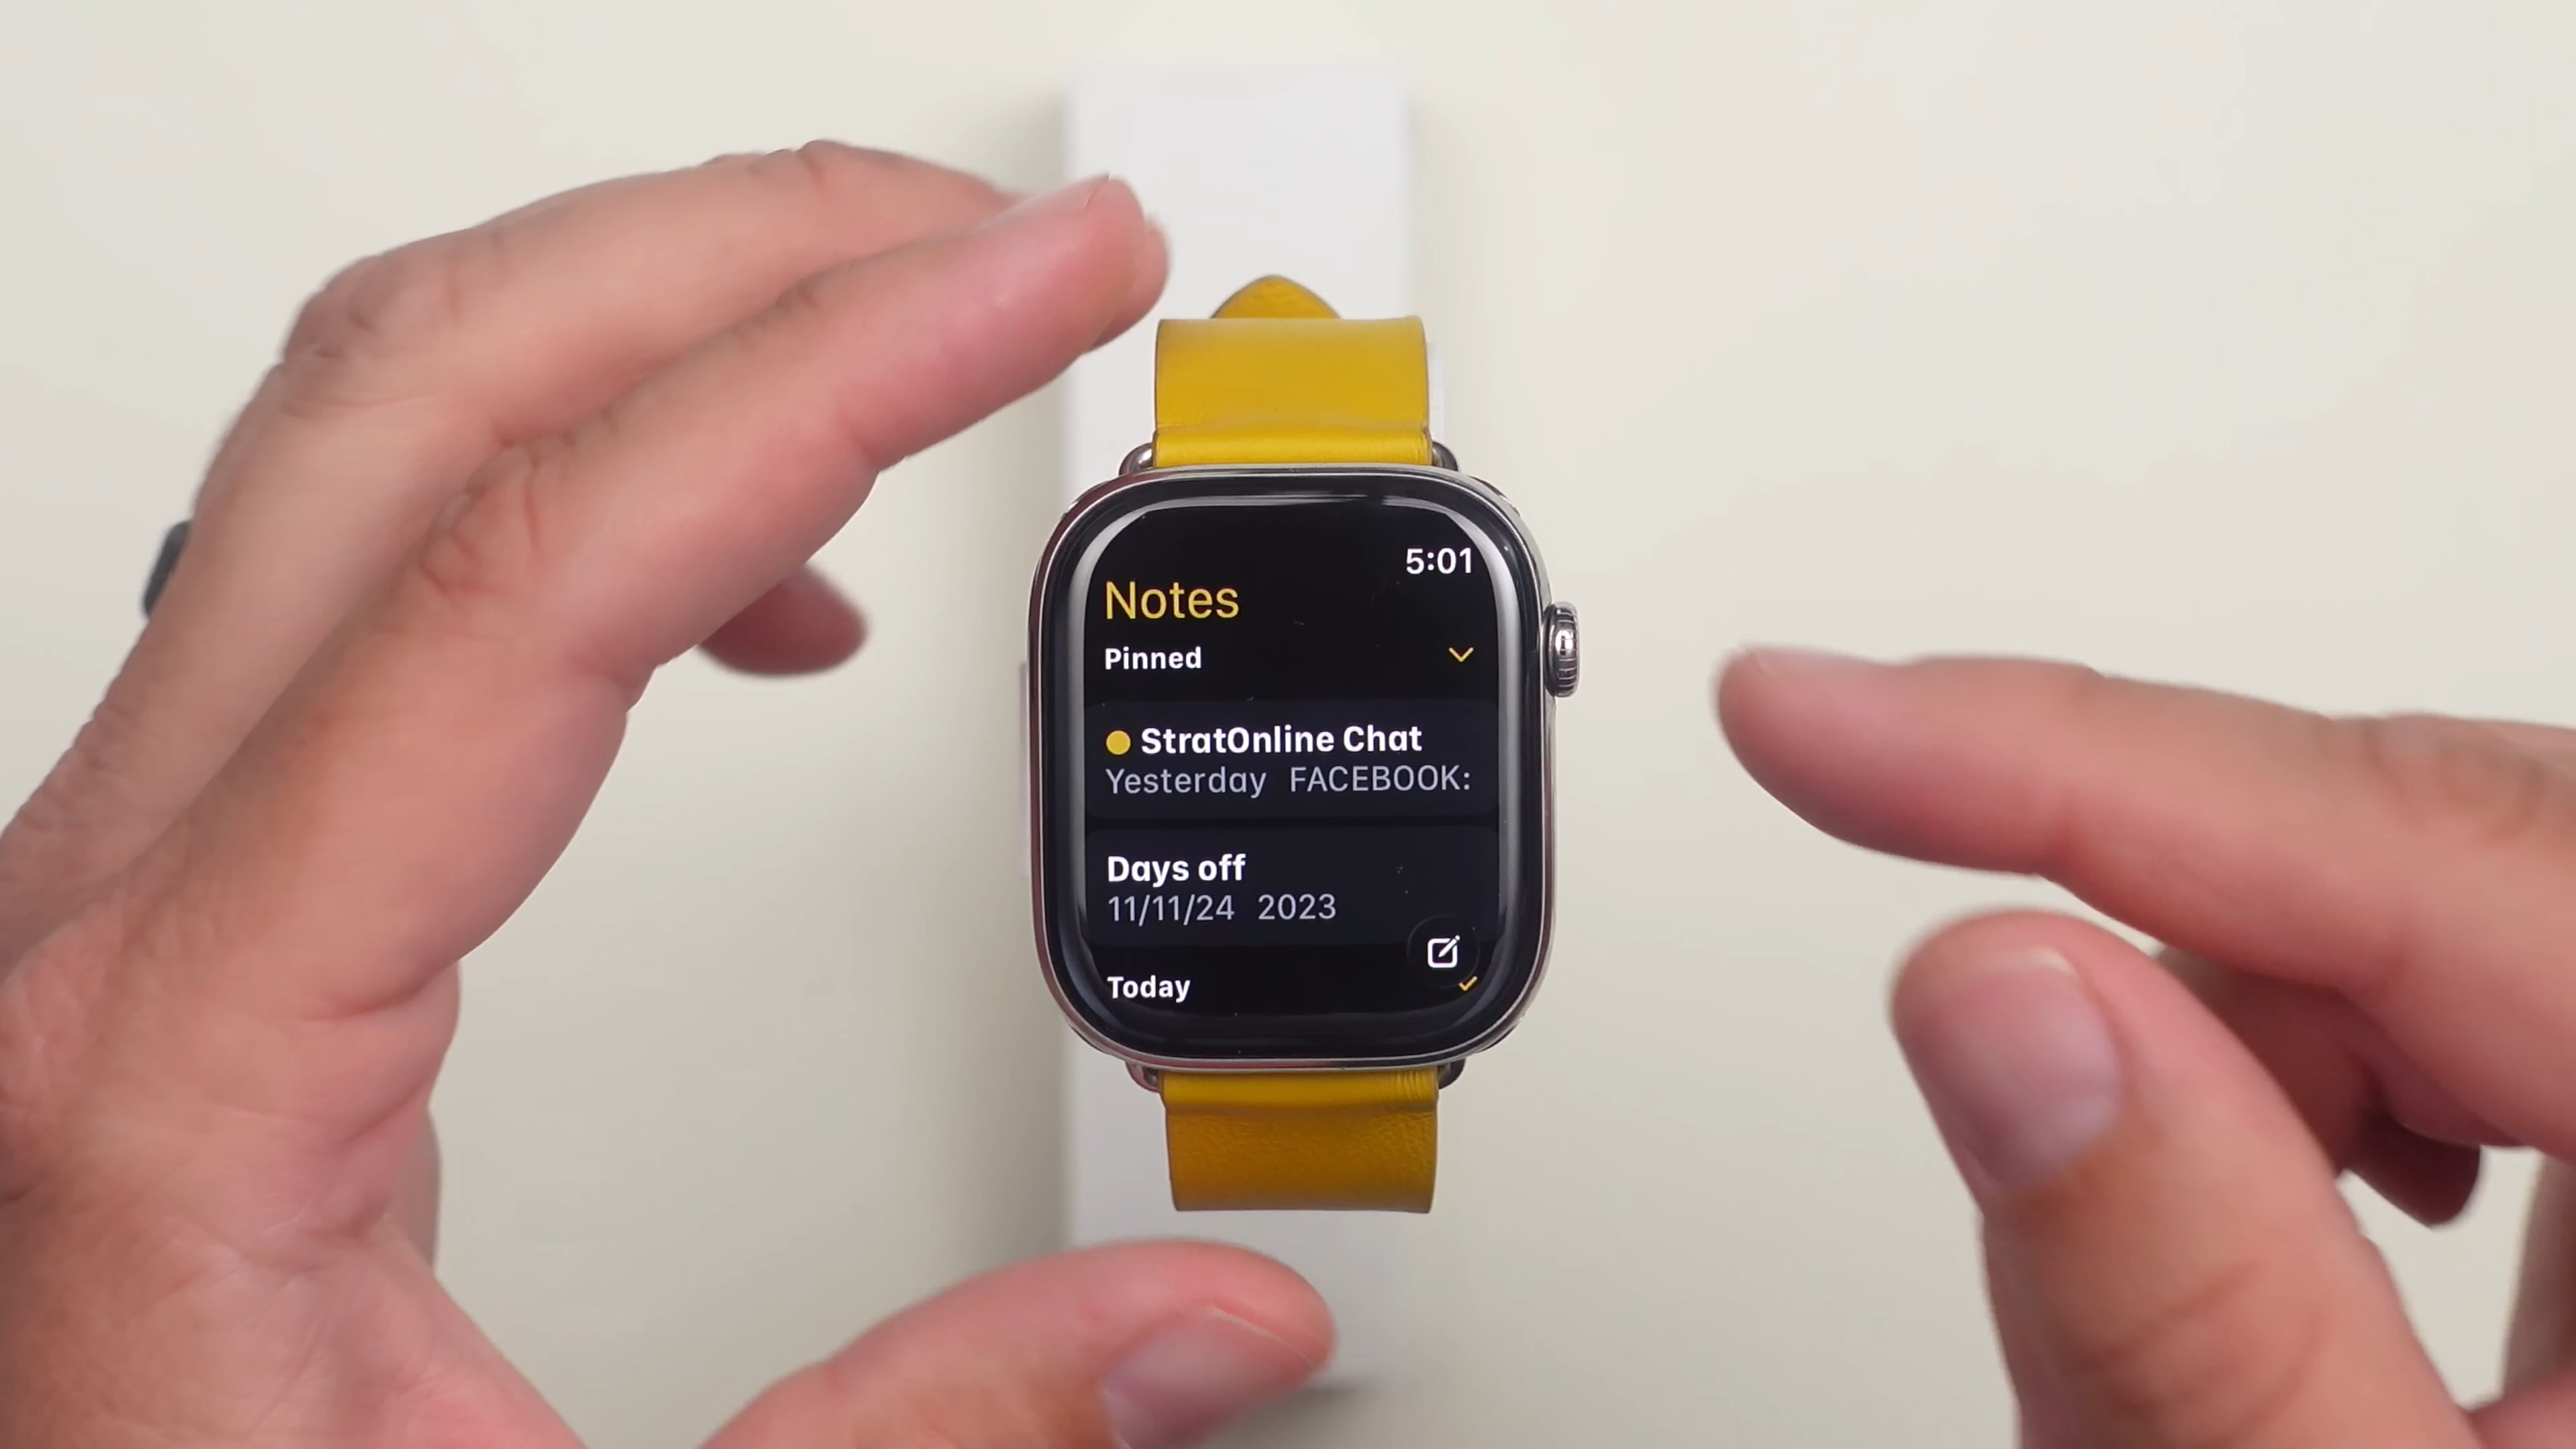 5:01
Notes
Pinned
StratOnline Chat
Yesterday FACEBOOK:
Days off
11/11/24 2023
Today